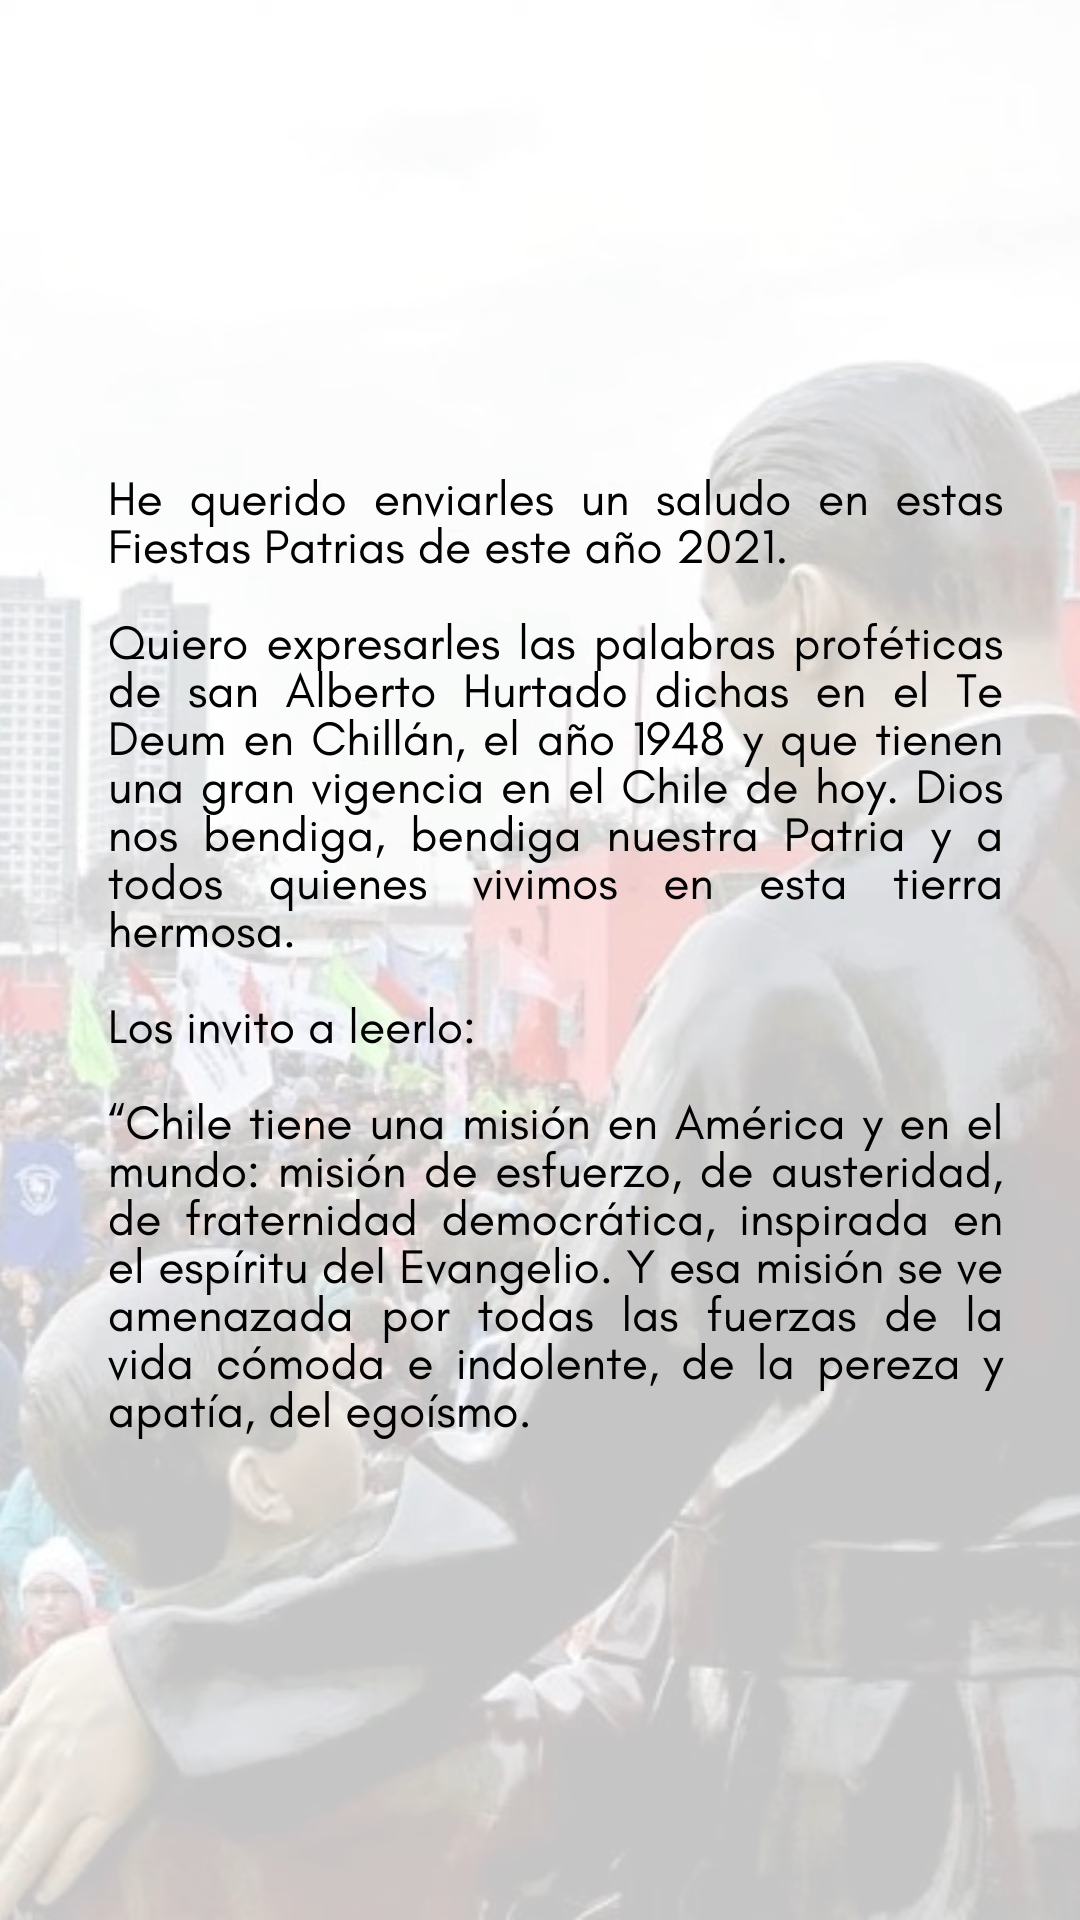 He querido enviarles un saludo en estas
Fiestas Patrias de este año 2021.
Quiero expresarles las palabras proféticas
de san Alberto Hurtado dichas en el Te
Deum en Chillán, el año 1948 y que tienen
una gran vigencia en el Chile de hoy. Dios
nos bendiga, bendiga nuestra Patria y a
todos quienes vivimos en esta tierra
hermosa.
Los invito a leerlo:
“Chile tiene una misión en América y en el
mundo: misión de esfuerzo, de austeridad,
de fraternidad democrática, inspirada en
el espíritu del Evangelio. Y esa misión se ve
amenazada por todas las fuerzas de la
vida cómoda e indolente, de la pereza y
apatía, del egoísmo.